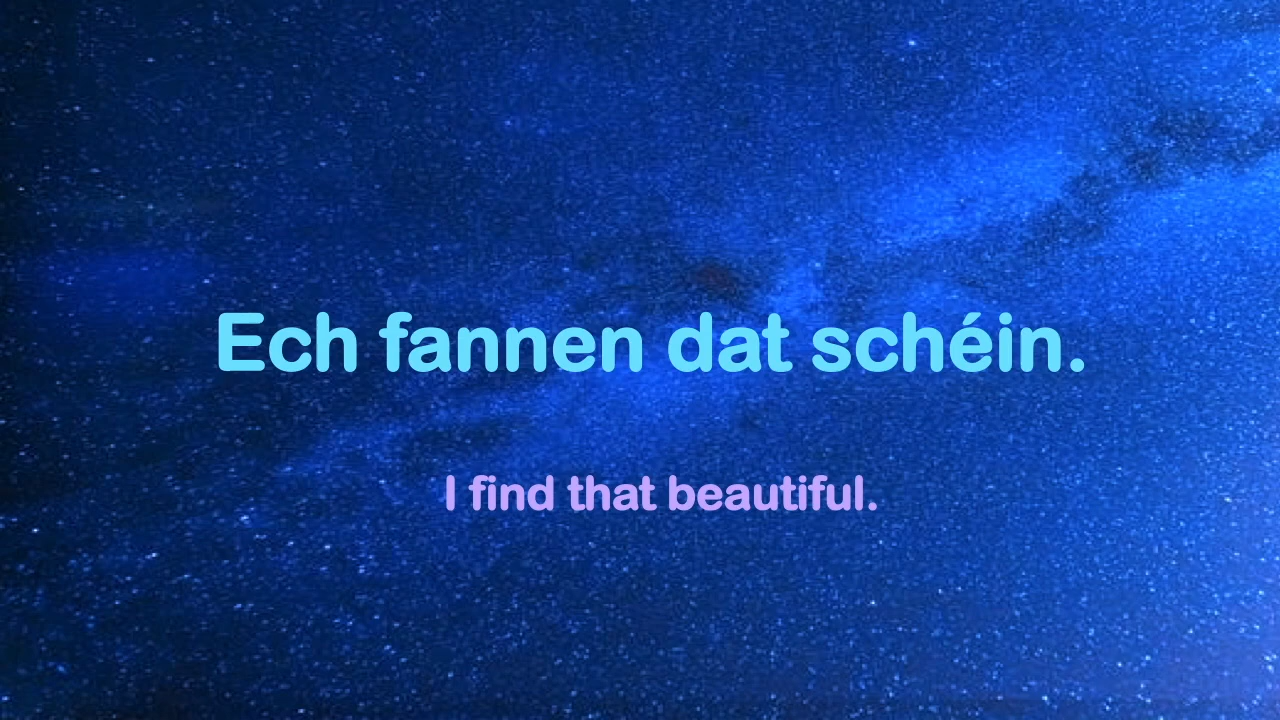 Ech fannen dat schéin.
I find that beautiful.